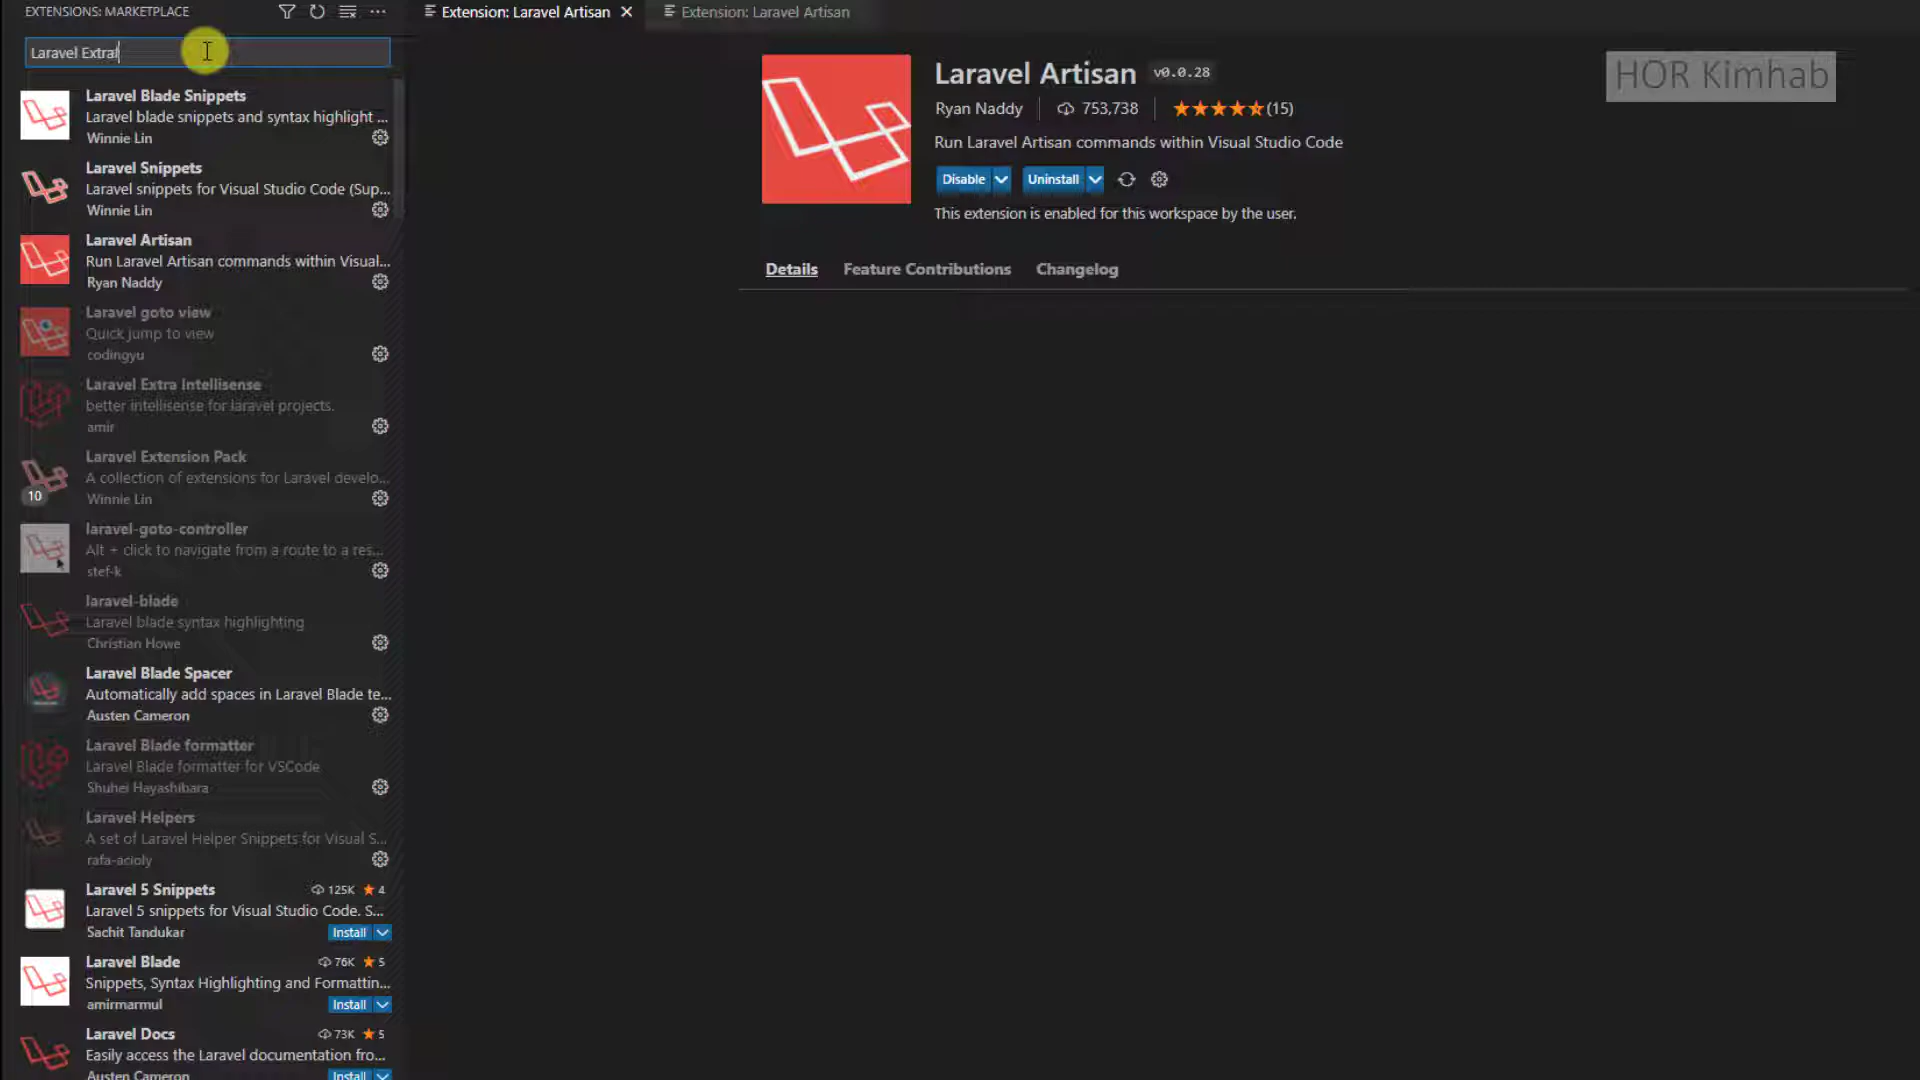 EXTENSIONS: MARKETPLACE
Extension: Laravel Artisan
Extension: Laravel Artisan
Laravel Extra
Laravel Blade Snippets
Laravel blade snippets and syntax highlight ...
Winnie Lin
Laravel Snippets
Laravel snippets for Visual Studio Code (Sup...
Winnie Lin
Laravel Artisan
Run Laravel Artisan commands within Visual...
Ryan Naddy
Laravel goto view
Quick jump to view
codingyu
Laravel Extra Intellisense
better intellisense for laravel projects.
amir
Laravel Extension Pack
A collection of extensions for Laravel develo...
10
Winnie Lin
laravel-goto-controller
Alt + click to navigate from a route to a res...
stef-k
laravel-blade
Laravel blade syntax highlighting
Christian Howe
Laravel Blade Spacer
Automatically add spaces in Laravel Blade te...
Austen Cameron
Laravel Blade formatter
Laravel Blade formatter for VSCode
Shuhei Hayashibara
Laravel Helpers
A set of Laravel Helper Snippets for Visual S...
rafa-acioly
Laravel 5 Snippets 125K 4
Laravel 5 snippets for Visual Studio Code. S...
Sachit Tandukar Install
Laravel Blade 76K 5
Snippets, Syntax Highlighting and Formattin...
amirmarmul Install
Laravel Docs 73K 5
Easily access the Laravel documentation fro...
Austen Cameron Install
Laravel Artisan v0.0.28
Ryan Naddy 753,738 (15)
Run Laravel Artisan commands within Visual Studio Code
Disable Uninstall
This extension is enabled for this workspace by the user.
Details Feature Contributions Changelog
HOR Kimhab